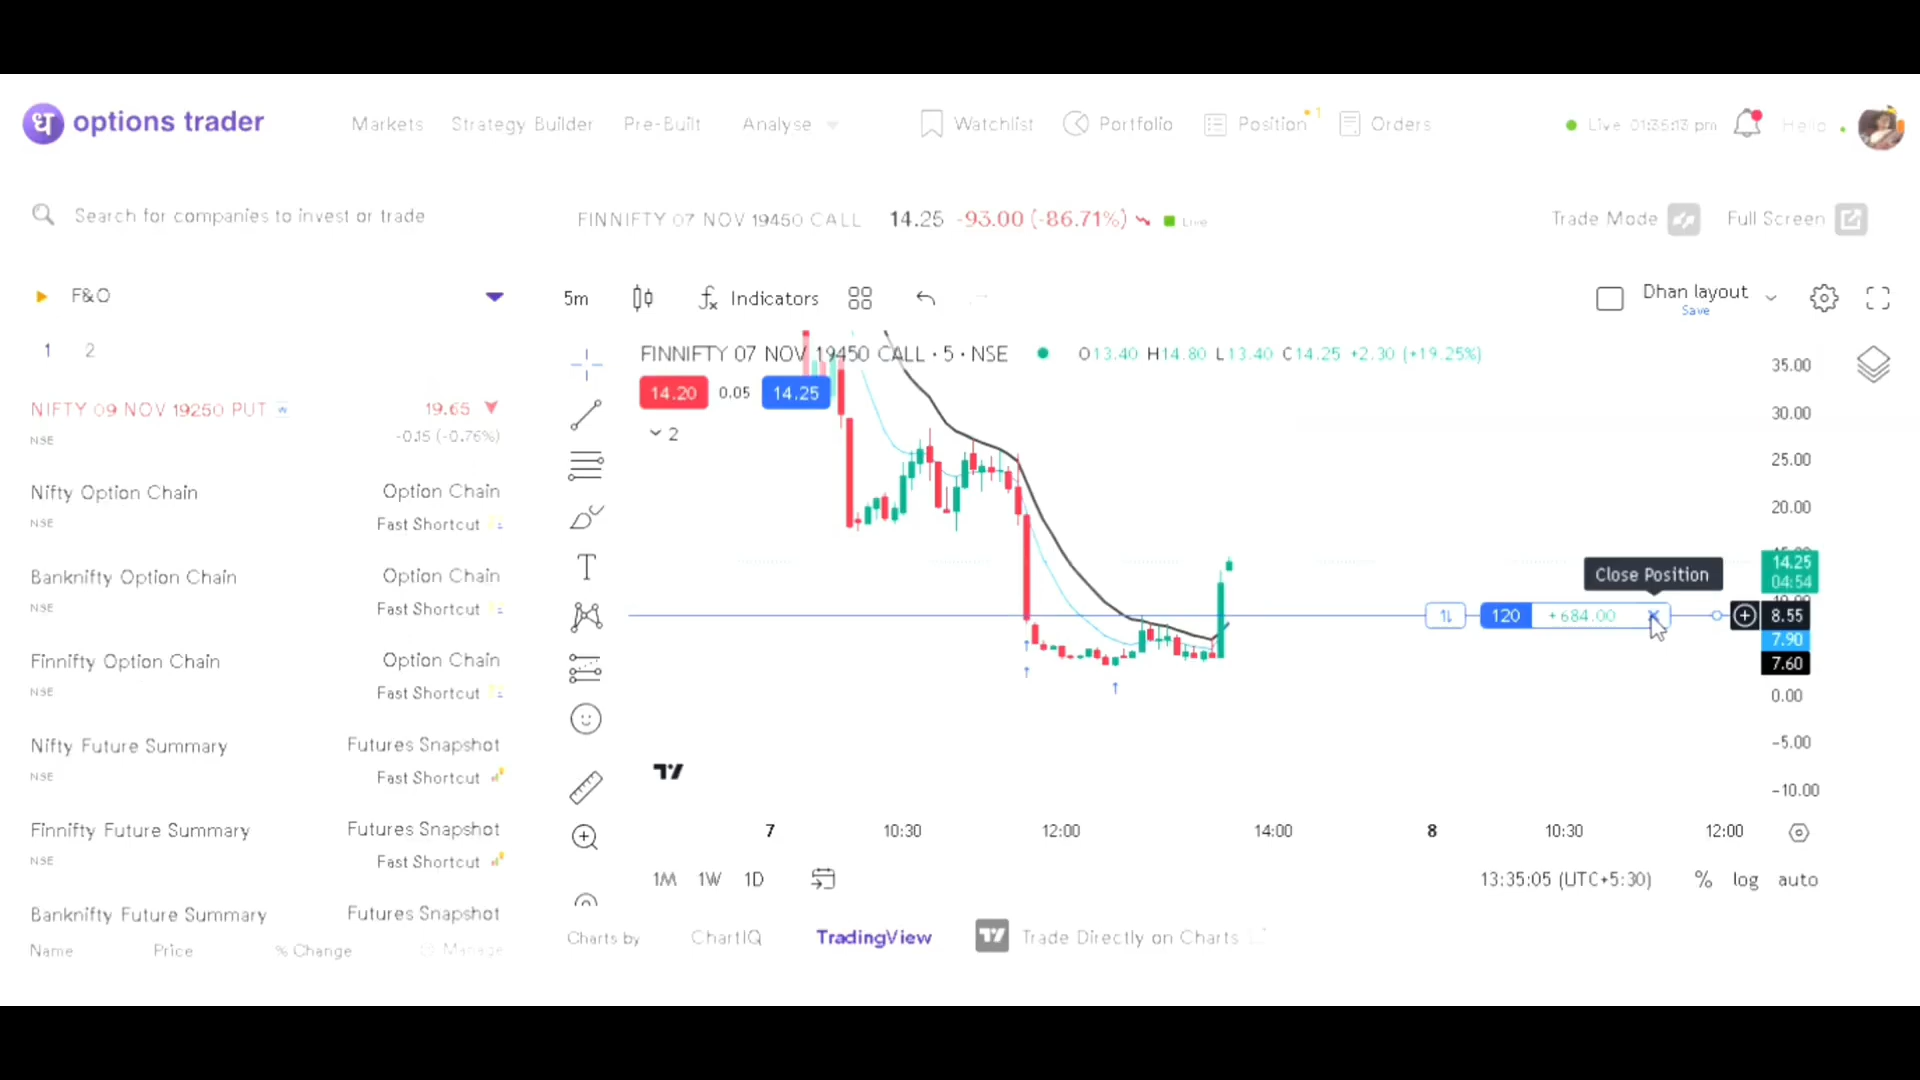 ध options trader Markets Strategy Builder Pre-Built Analyse Watchlist Portfolio Position 1 Orders Live 01:35:13 pm Hello
Search for companies to invest or trade
FINNIFTY 07 NOV 19450 CALL 14.25 -93.00 (-86.71%) Live Trade Mode Full Screen
F&O
1 2
NIFTY 09 NOV 19250 PUT W 19.65
NSE -0.15 (-0.76%)
Nifty Option Chain Option Chain
NSE Fast Shortcut
Banknifty Option Chain Option Chain
NSE Fast Shortcut
Finnifty Option Chain Option Chain
NSE Fast Shortcut
Nifty Future Summary Futures Snapshot
NSE Fast Shortcut
Finnifty Future Summary Futures Snapshot
NSE Fast Shortcut
Banknifty Future Summary Futures Snapshot
Name Price % Change Manage
5m fx Indicators Dhan layout
Save
FINNIFTY 07 NOV 19450 CALL · 5 · NSE O13.40 H14.80 L13.40 C14.25 +2.30 (+19.25%)
14.20 0.05 14.25
2
35.00
30.00
25.00
20.00
14.25
04:54
Close Position
120 +684.00 8.55
7.90
7.60
0.00
-5.00
-10.00
7 10:30 12:00 14:00 8 10:30 12:00
1M 1W 1D 13:35:05 (UTC+5:30) % log auto
Charts by ChartIQ TradingView Trade Directly on Charts